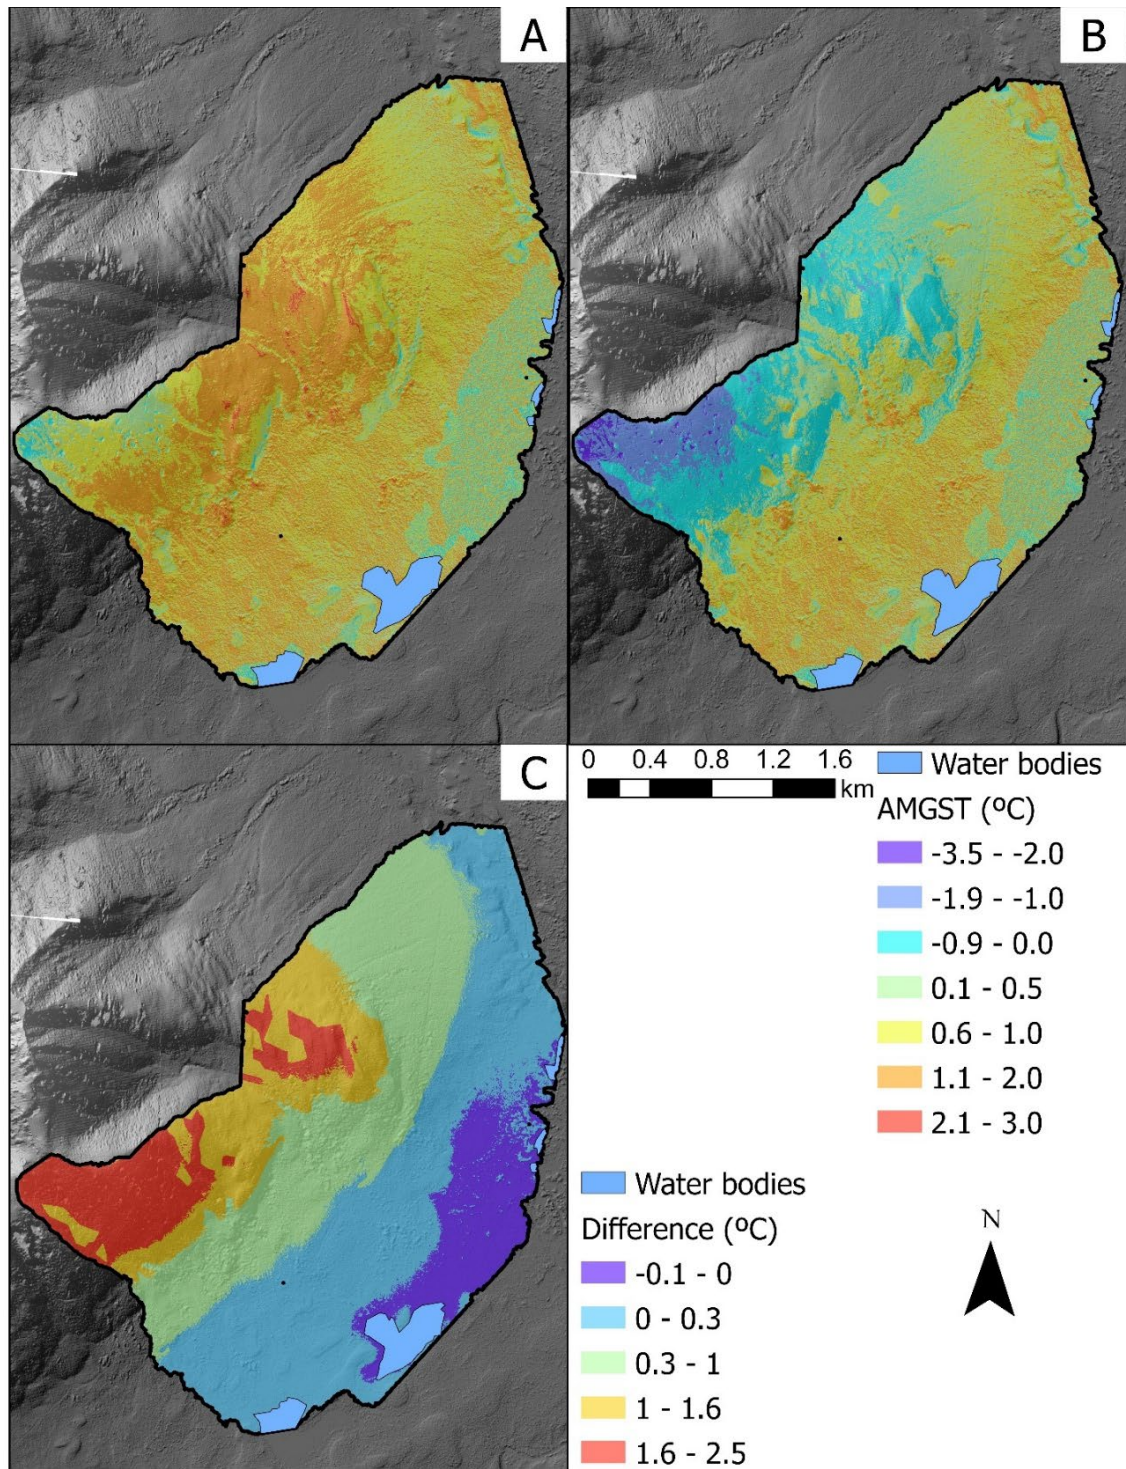 A
B
C
0 0.4 0.8 1.2 1.6
km
Water bodies
AMGST (ºC)
-3.5 - -2.0
-1.9 - -1.0
-0.9 - 0.0
0.1 - 0.5
0.6 - 1.0
1.1 - 2.0
2.1 - 3.0
Water bodies
Difference (ºC)
-0.1 - 0
0 - 0.3
0.3 - 1
1 - 1.6
1.6 - 2.5
N